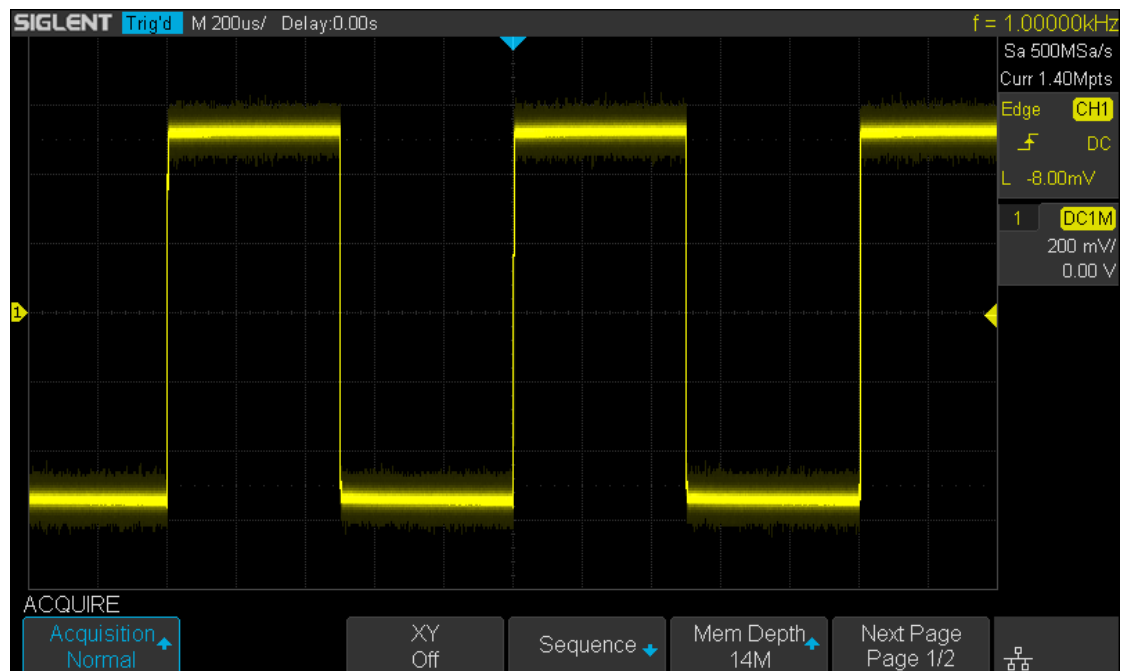 SIGLENT Trig'd M 200us/ Delay:0.00s f = 1.00000kHz
Sa 500MSa/s
Curr 1.40Mpts
Edge CH1
DC
L -8.00mV
1 DC1M
200 mV/
0.00 V
1
ACQUIRE
Acquisition
Normal
XY
Off
Sequence
Mem Depth
14M
Next Page
Page 1/2